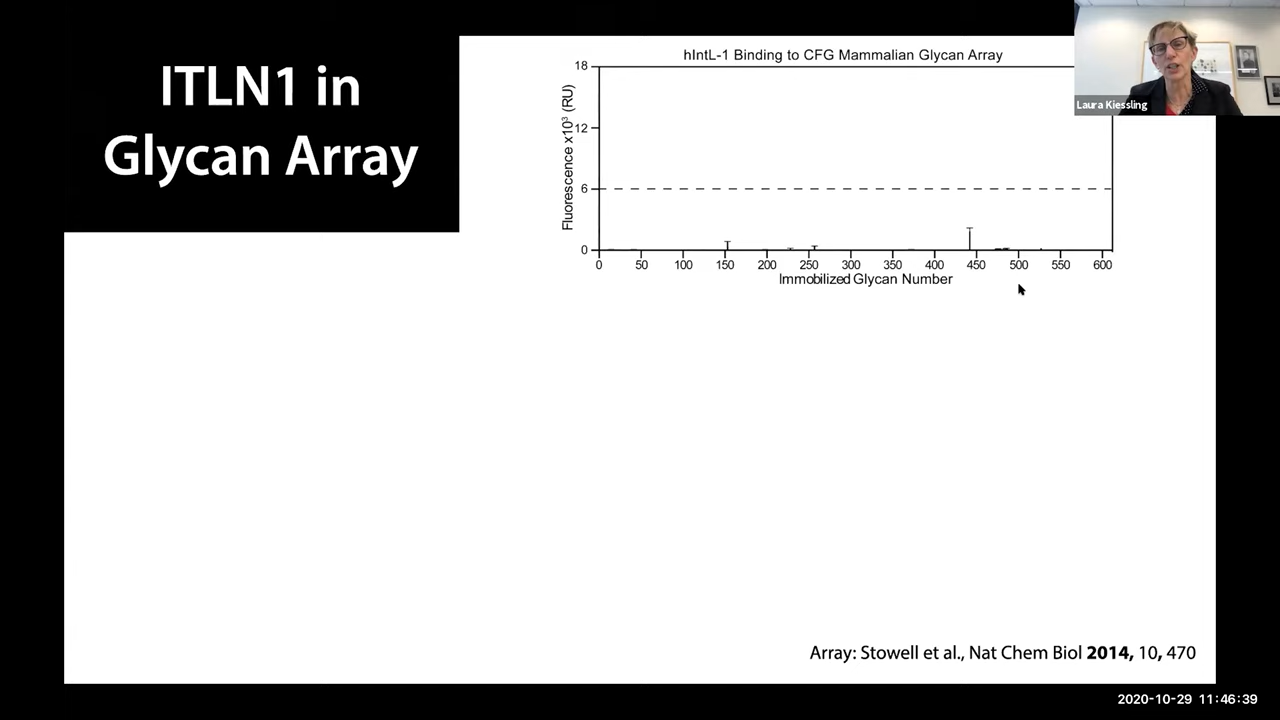 ITLN1 in
Glycan Array
hIntL-1 Binding to CFG Mammalian Glycan Array
Fluorescence x10³ (RU)
18
12
6
0
0 50 100 150 200 250 300 350 400 450 500 550 600
Immobilized Glycan Number
Laura Kiessling
Array: Stowell et al., Nat Chem Biol 2014, 10, 470
2020-10-29 11:46:39